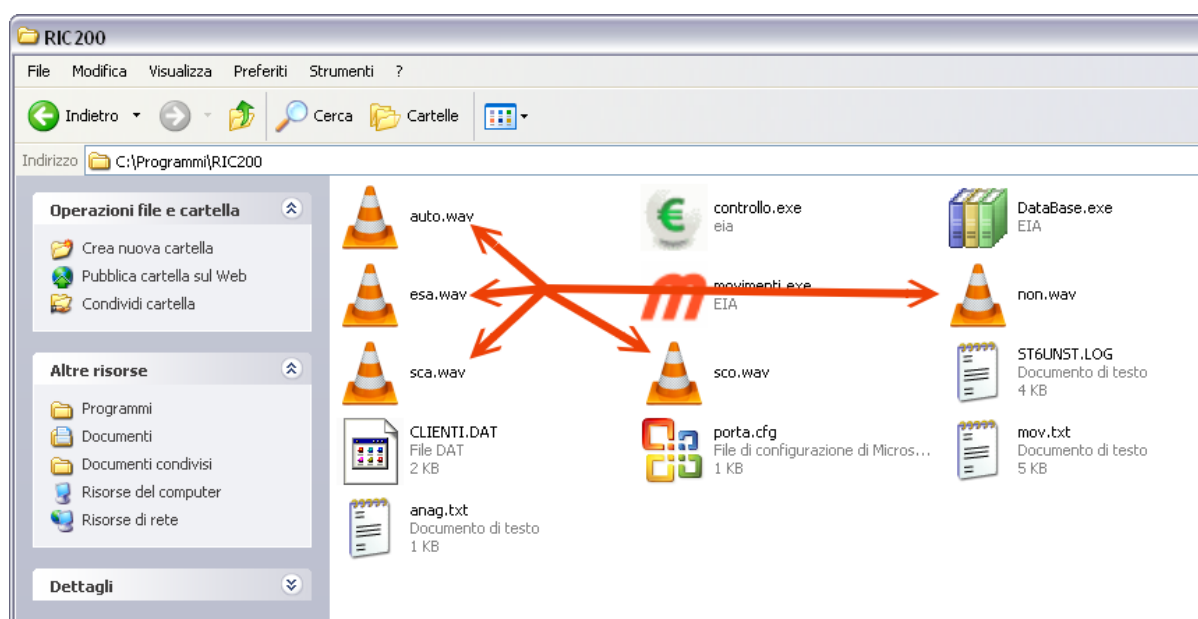 RIC200
File Modifica Visualizza Preferiti Strumenti ?
Indietro Cerca Cartelle
Indirizzo C:\Programmi\RIC200
Operazioni file e cartella
Crea nuova cartella
Pubblica cartella sul Web
Condividi cartella
Altre risorse
Programmi
Documenti
Documenti condivisi
Risorse del computer
Risorse di rete
Dettagli
auto.wav
controllo.exe
eia
DataBase.exe
EIA
esa.wav
movimenti.exe
EIA
non.wav
sca.wav
sco.wav
ST6UNST.LOG
Documento di testo
4 KB
CLIENTI.DAT
File DAT
2 KB
porta.cfg
File di configurazione di Micros...
1 KB
mov.txt
Documento di testo
5 KB
anag.txt
Documento di testo
1 KB